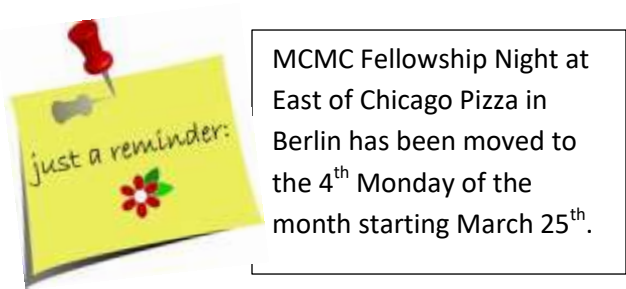 just a reminder:
MCMC Fellowship Night at
East of Chicago Pizza in
Berlin has been moved to
the 4th Monday of the
month starting March 25th.